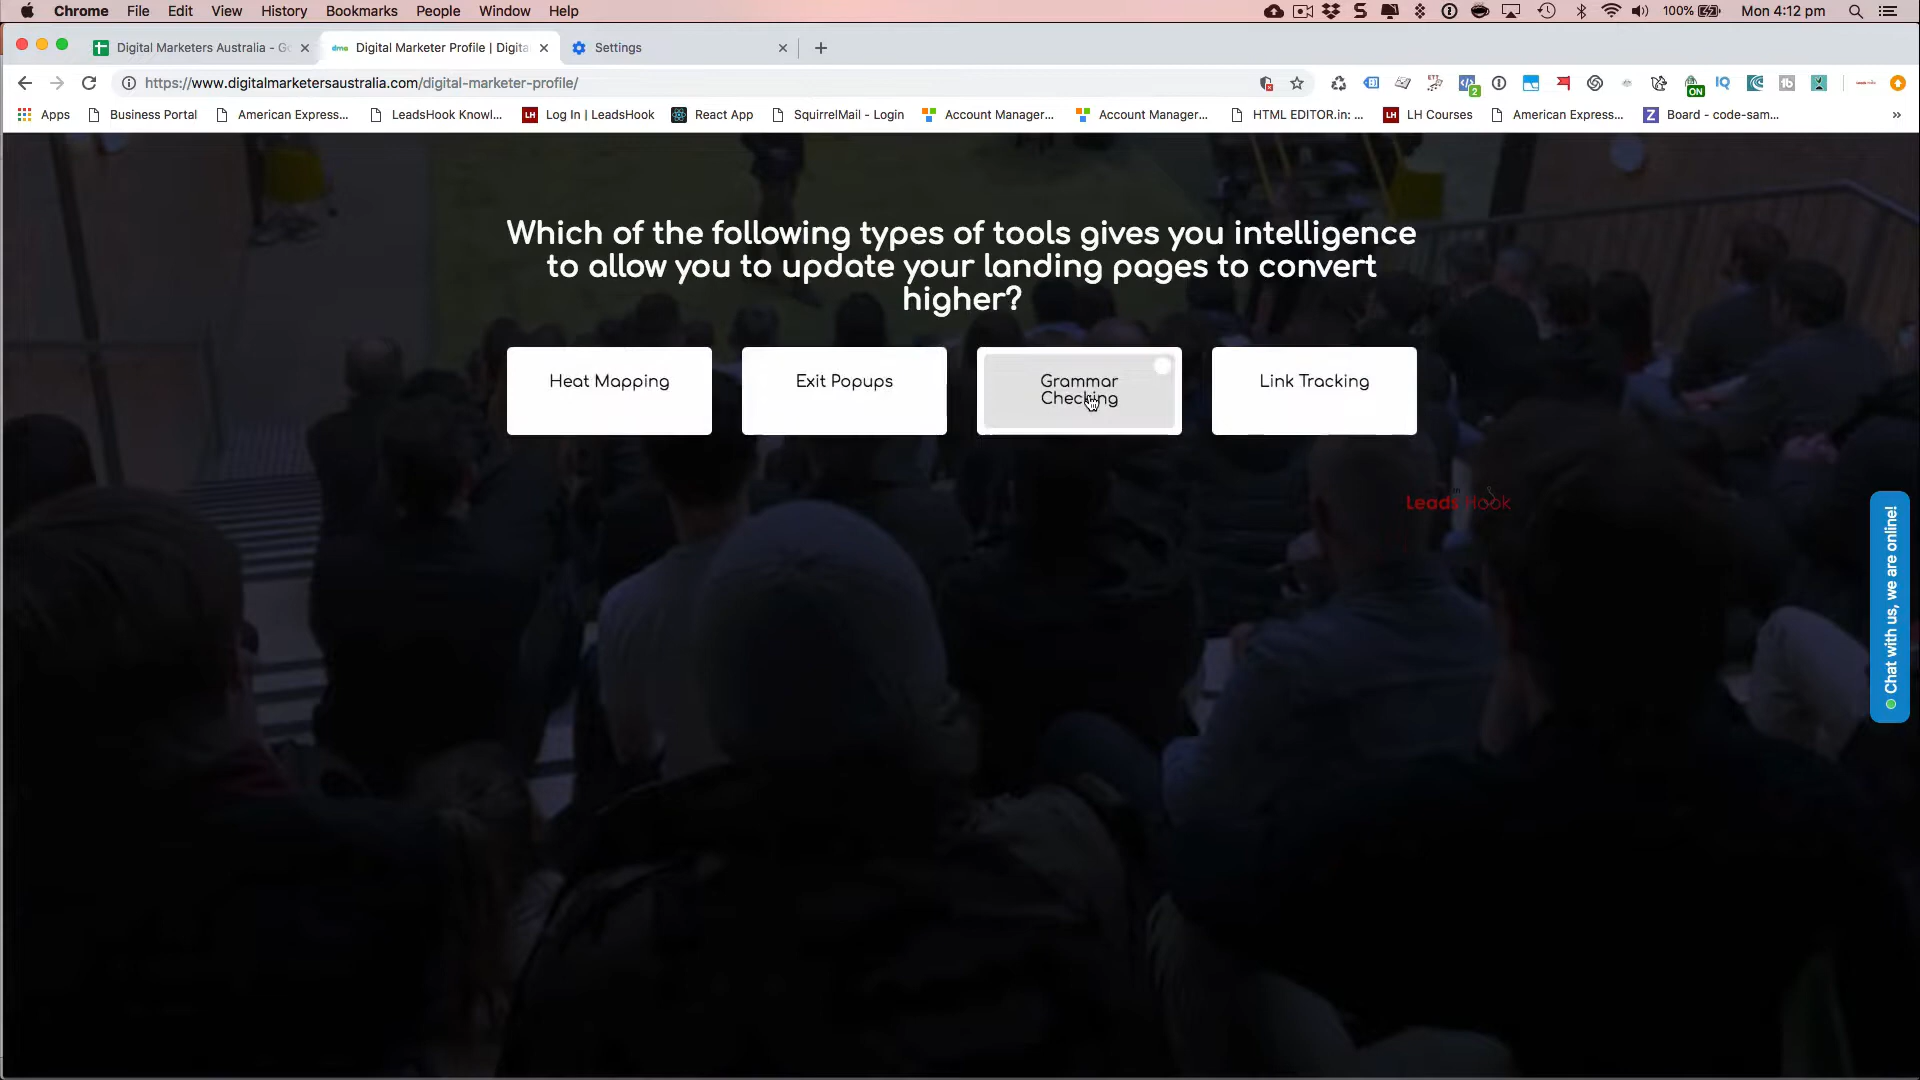 Chrome File Edit View History Bookmarks People Window Help 100% Mon 4:12 pm
Digital Marketers Australia - Go Digital Marketer Profile | Digita Settings
https://www.digitalmarketersaustralia.com/digital-marketer-profile/
Apps Business Portal American Express... LeadsHook Knowl... LH Log In | LeadsHook React App SquirrelMail - Login Account Manager... Account Manager... HTML EDITOR.in: ... LH LH Courses American Express... Z Board - code-sam... »
Which of the following types of tools gives you intelligence
to allow you to update your landing pages to convert
higher?
Heat Mapping
Exit Popups
Grammar
Checking
Link Tracking
Leads Hook
Chat with us, we are online!